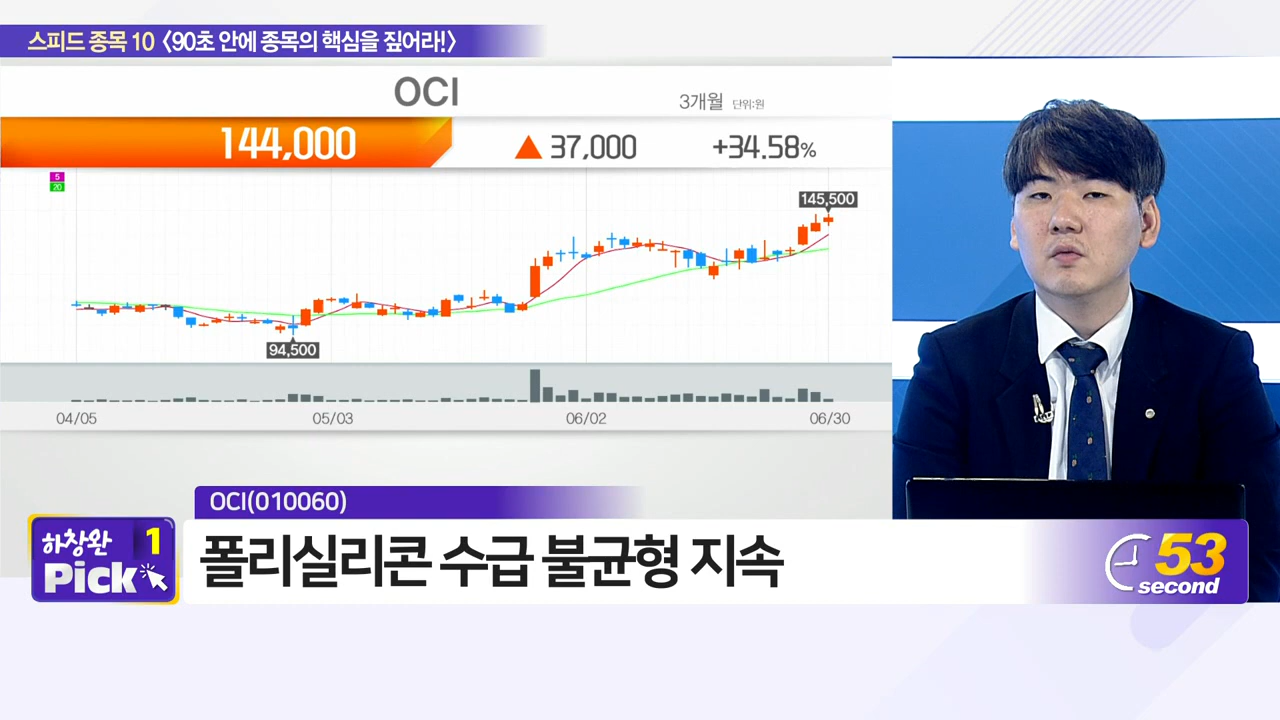 스피드 종목 10 〈90초 안에 종목의 핵심을 짚어라!〉
OCI
3개월 단위:원
144,000 ▲ 37,000 +34.58%
5
20
145,500
94,500
04/05 05/03 06/02 06/30
OCI(010060)
하창완 1
Pick
폴리실리콘 수급 불균형 지속
53
second